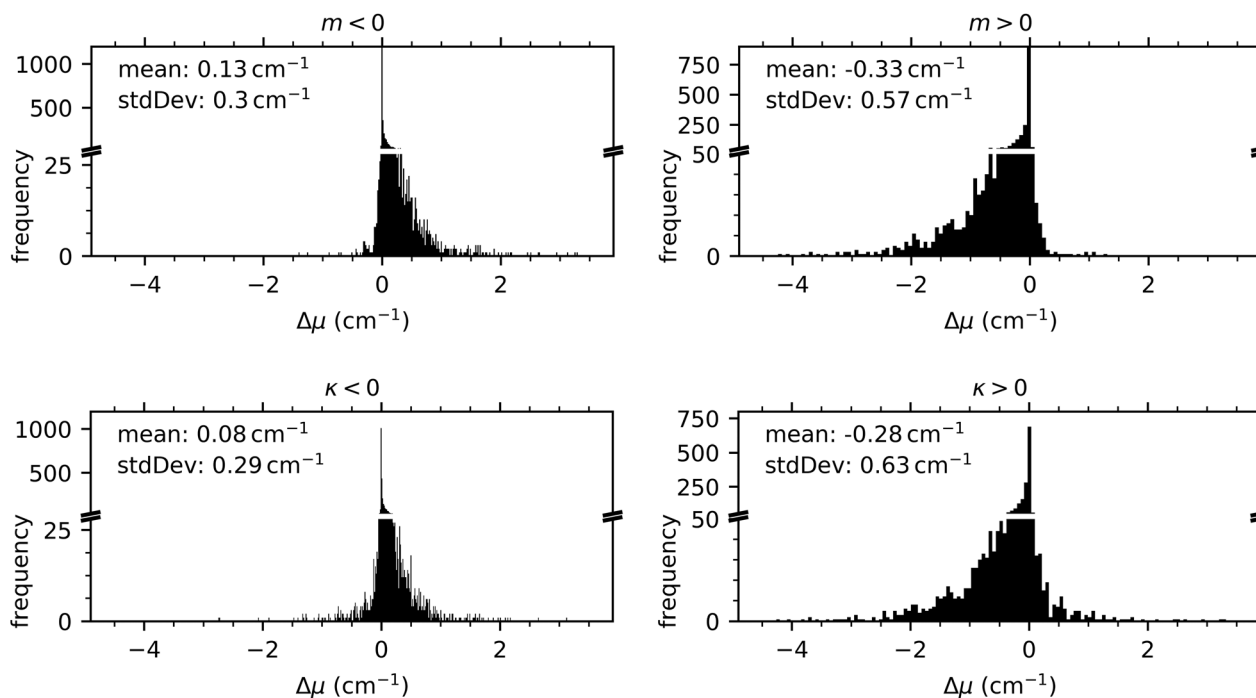 m < 0
1000
500
25
0
frequency
mean: 0.13 cm⁻¹
stdDev: 0.3 cm⁻¹
−4 −2 0 2
Δμ (cm⁻¹)
m > 0
750
500
250
50
0
frequency
mean: -0.33 cm⁻¹
stdDev: 0.57 cm⁻¹
−4 −2 0 2
Δμ (cm⁻¹)
κ < 0
1000
500
25
0
frequency
mean: 0.08 cm⁻¹
stdDev: 0.29 cm⁻¹
−4 −2 0 2
Δμ (cm⁻¹)
κ > 0
750
500
250
50
0
frequency
mean: -0.28 cm⁻¹
stdDev: 0.63 cm⁻¹
−4 −2 0 2
Δμ (cm⁻¹)